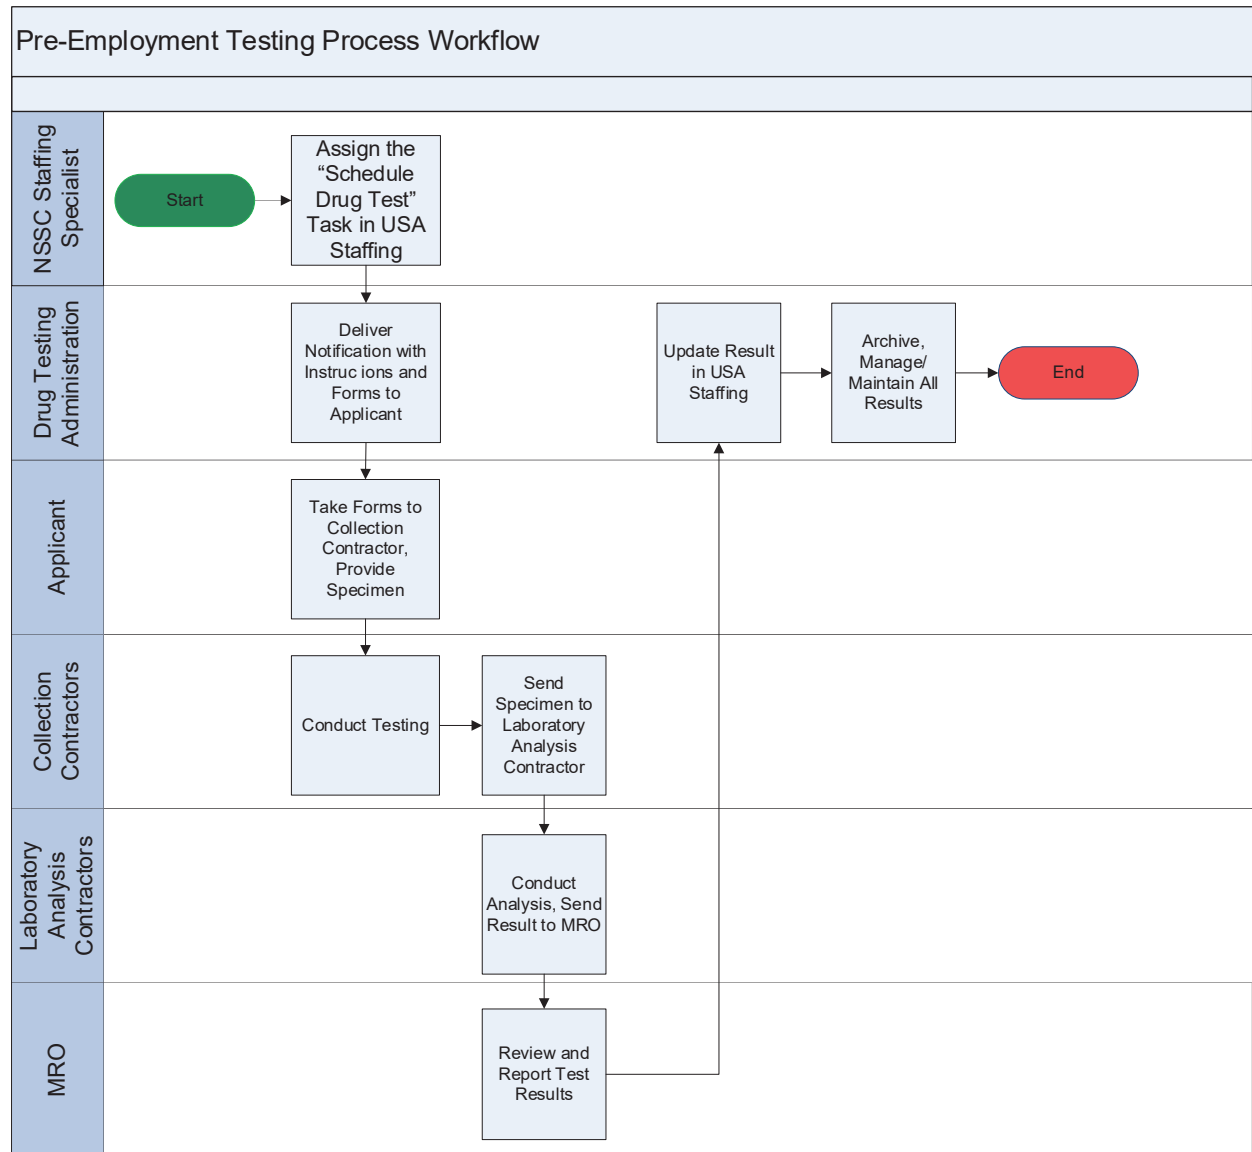 Pre-Employment Testing Process Workflow
NSSC Staffing
Specialist
Start
Assign the
“Schedule
Drug Test”
Task in USA
Staffing
Drug Testing
Administration
Deliver
Notification with
Instruc ions and
Forms to
Applicant
Update Result
in USA
Staffing
Archive,
Manage/
Maintain All
Results
End
Applicant
Take Forms to
Collection
Contractor,
Provide
Specimen
Collection
Contractors
Conduct Testing
Send
Specimen to
Laboratory
Analysis
Contractor
Laboratory
Analysis
Contractors
Conduct
Analysis, Send
Result to MRO
MRO
Review and
Report Test
Results